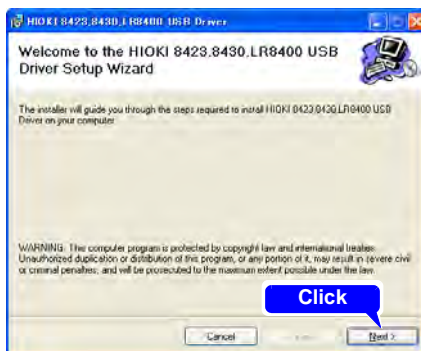 HIOKI 8423,8430,LR8400 USB Driver
Welcome to the HIOKI 8423,8430,LR8400 USB
Driver Setup Wizard
The installer will guide you through the steps required to install HIOKI 8423,8430,LR8400 USB
Driver on your computer.
WARNING: This computer program is protected by copyright law and international treaties.
Unauthorized duplication or distribution of this program, or any portion of it, may result in severe civil
or criminal penalties, and will be prosecuted to the maximum extent possible under the law.
Click
Cancel
Next >